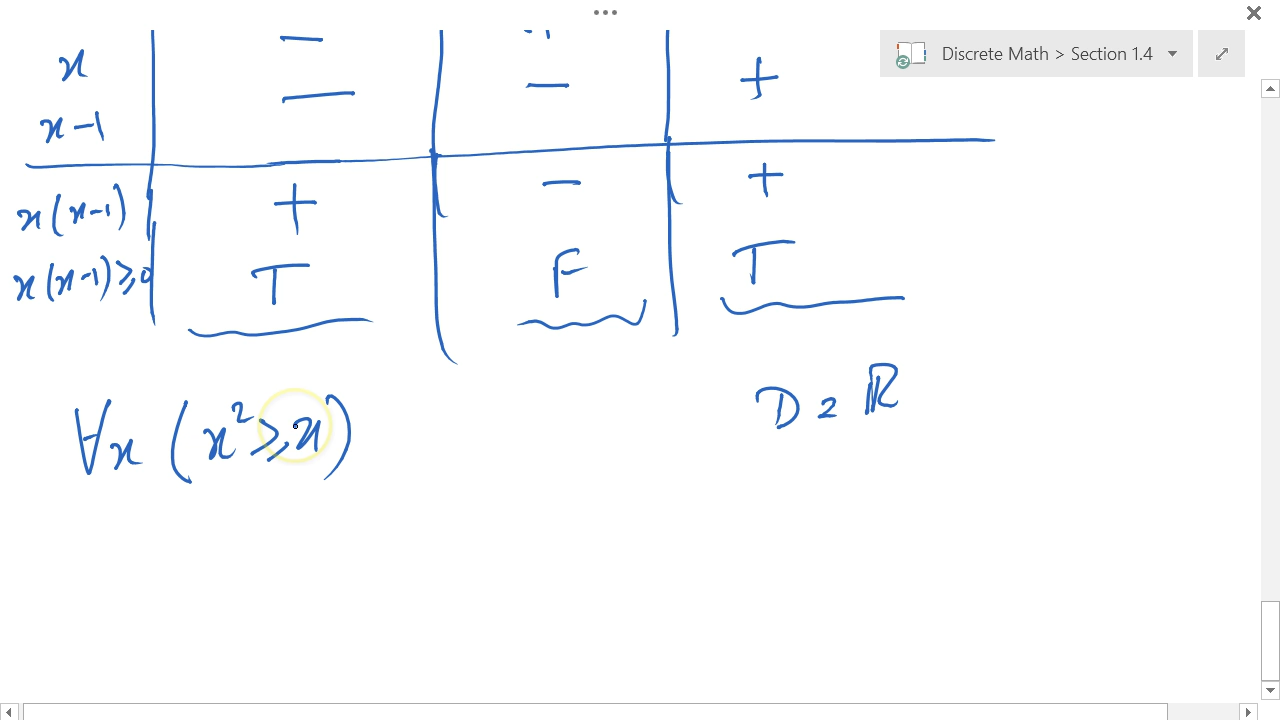 Discrete Math > Section 1.4
x − +
x-1 — − +
x(x-1) + − +
x(x-1)≥0 T F T
∀x (x²≥x) D = ℝ